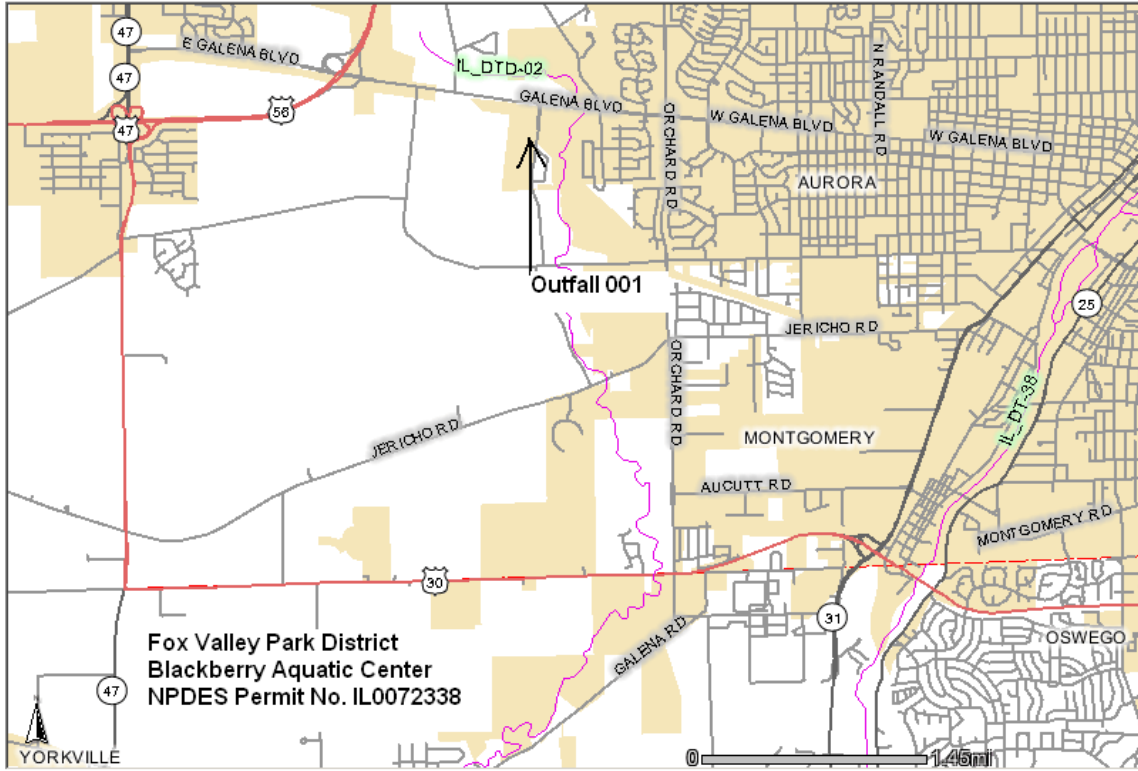 47
E GALENA BLVD
IL_DTD-02
47
56
47
GALENA BLVD
ORCHARD RD
W GALENA BLVD
N RANDALL RD
W GALENA BLVD
AURORA
Outfall 001
25
JERICHO RD
ORCHARD RD
JERICHO RD
IL_DT-38
MONTGOMERY
AUCUTT RD
MONTGOMERY RD
30
31
GALENA RD
OSWEGO
Fox Valley Park District
Blackberry Aquatic Center
NPDES Permit No. IL0072338
47
N
YORKVILLE
0 1.45mi